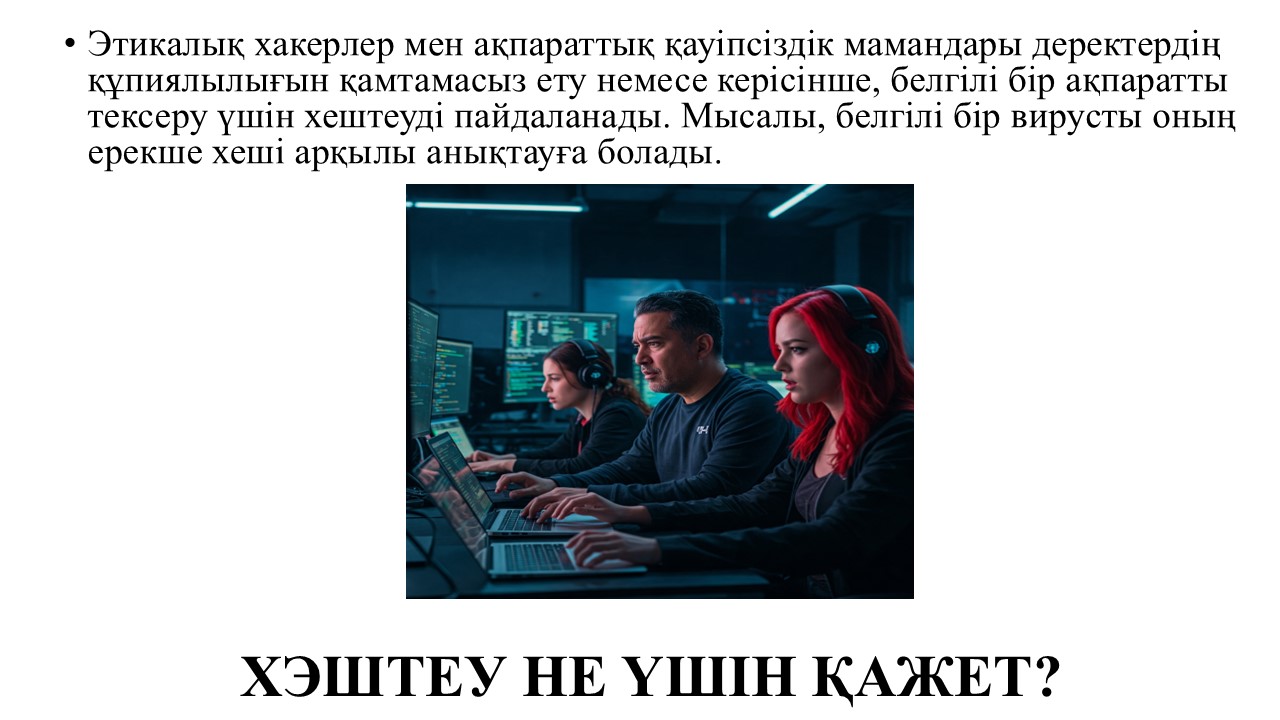 • Этикалық хакерлер мен ақпараттық қауіпсіздік мамандары деректердің
құпиялылығын қамтамасыз ету немесе керісінше, белгілі бір ақпаратты
тексеру үшін хештеуді пайдаланады. Мысалы, белгілі бір вирусты оның
ерекше хеші арқылы анықтауға болады.
ХЭШТЕУ НЕ ҮШІН ҚАЖЕТ?